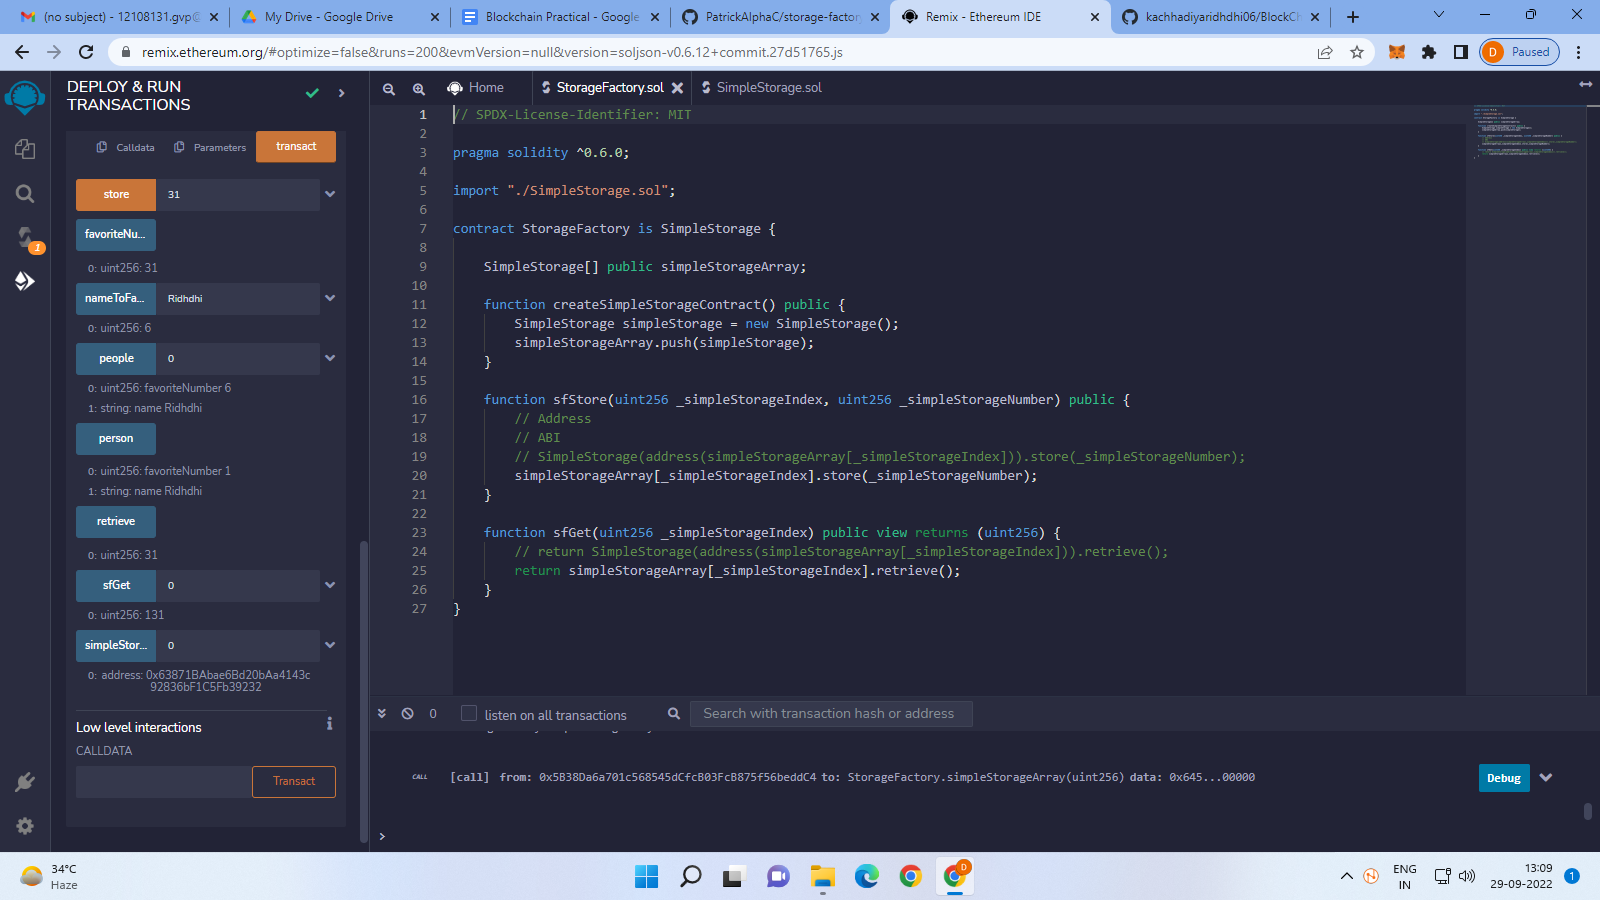 (no subject) - 12108131.gvp@
My Drive - Google Drive
Blockchain Practical - Google
PatrickAlphaC/storage-factory
Remix - Ethereum IDE
kachhadiyaridhdhi06/BlockCh
remix.ethereum.org/#optimize=false&runs=200&evmVersion=null&version=soljson-v0.6.12+commit.27d51765.js
D Paused
DEPLOY & RUN
TRANSACTIONS
Home
StorageFactory.sol
SimpleStorage.sol
Calldata
Parameters
transact
store
31
favoriteNu...
0: uint256: 31
nameToFa...
Ridhdhi
0: uint256: 6
people
0
0: uint256: favoriteNumber 6
1: string: name Ridhdhi
person
0: uint256: favoriteNumber 1
1: string: name Ridhdhi
retrieve
0: uint256: 31
sfGet
0
0: uint256: 131
simpleStor...
0
0: address: 0x63871BAbae6Bd20bAa4143c
92836bF1C5Fb39232
Low level interactions
i
CALLDATA
Transact
1
1 // SPDX-License-Identifier: MIT
2
3 pragma solidity ^0.6.0;
4
5 import "./SimpleStorage.sol";
6
7 contract StorageFactory is SimpleStorage {
8
9 SimpleStorage[] public simpleStorageArray;
10
11 function createSimpleStorageContract() public {
12 SimpleStorage simpleStorage = new SimpleStorage();
13 simpleStorageArray.push(simpleStorage);
14 }
15
16 function sfStore(uint256 _simpleStorageIndex, uint256 _simpleStorageNumber) public {
17 // Address
18 // ABI
19 // SimpleStorage(address(simpleStorageArray[_simpleStorageIndex])).store(_simpleStorageNumber);
20 simpleStorageArray[_simpleStorageIndex].store(_simpleStorageNumber);
21 }
22
23 function sfGet(uint256 _simpleStorageIndex) public view returns (uint256) {
24 // return SimpleStorage(address(simpleStorageArray[_simpleStorageIndex])).retrieve();
25 return simpleStorageArray[_simpleStorageIndex].retrieve();
26 }
27 }
0
listen on all transactions
Search with transaction hash or address
CALL [call] from: 0x5B38Da6a701c568545dCfcB03FcB875f56beddC4 to: StorageFactory.simpleStorageArray(uint256) data: 0x645...00000
Debug
>
34°C
Haze
D
ENG
IN
13:09
29-09-2022
1